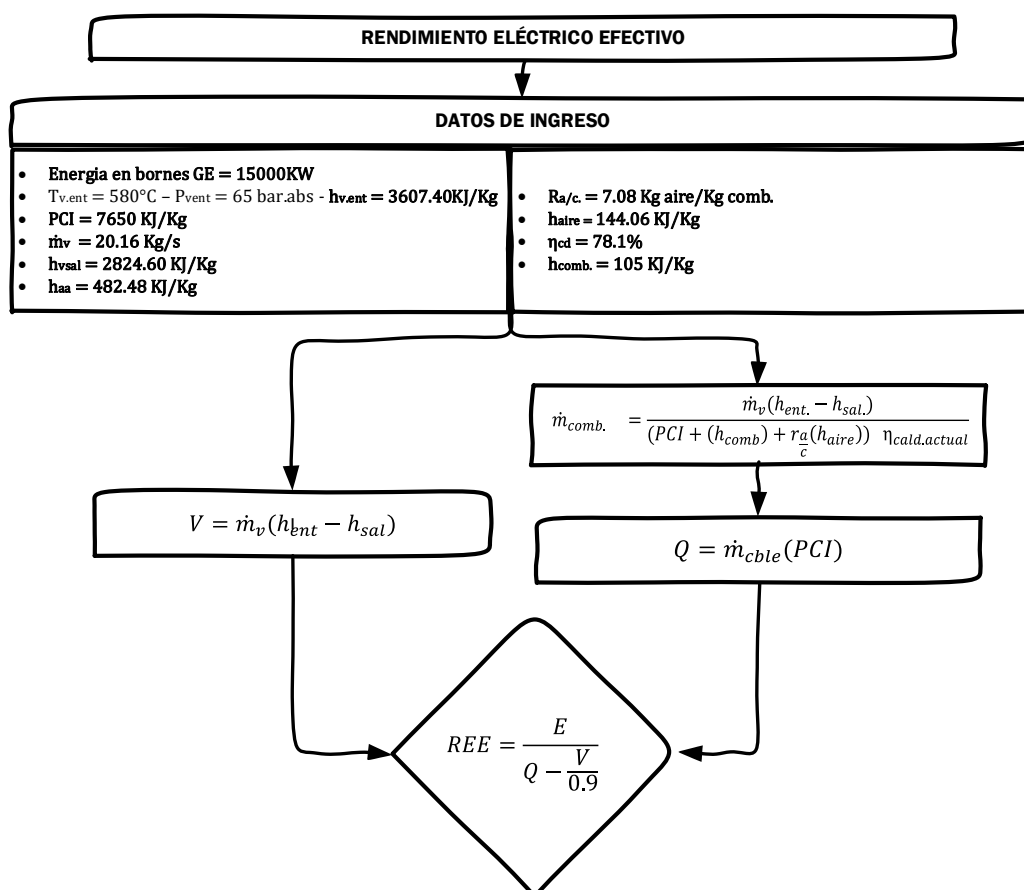 RENDIMIENTO ELÉCTRICO EFECTIVO
DATOS DE INGRESO
• Energia en bornes GE = 15000KW
• Tv.ent = 580°C – Pvent = 65 bar.abs - hv.ent = 3607.40KJ/Kg
• PCI = 7650 KJ/Kg
• ṁv = 20.16 Kg/s
• hvsal = 2824.60 KJ/Kg
• haa = 482.48 KJ/Kg
• Ra/c. = 7.08 Kg aire/Kg comb.
• haire = 144.06 KJ/Kg
• ηcd = 78.1%
• hcomb. = 105 KJ/Kg
ṁcomb. = ṁv(hent. − hsal.) / (PCI + (hcomb) + ra/c(haire)) ηcald.actual
V = ṁv(hent − hsal)
Q = ṁcble(PCI)
REE = E / (Q − V/0.9)